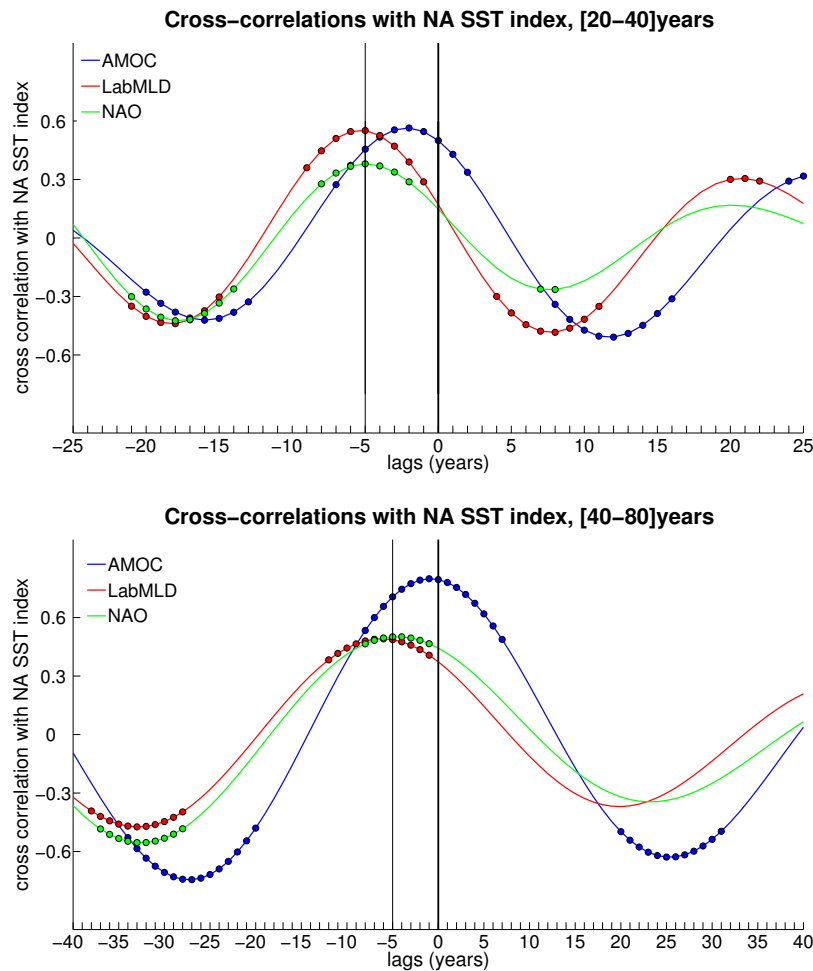 Cross−correlations with NA SST index, [20−40]years
AMOC
LabMLD
NAO
cross correlation with NA SST index
0.6
0.3
0
−0.3
−0.6
−25 −20 −15 −10 −5 0 5 10 15 20 25
lags (years)
Cross−correlations with NA SST index, [40−80]years
AMOC
LabMLD
NAO
cross correlation with NA SST index
0.6
0.3
0
−0.3
−0.6
−40 −35 −30 −25 −20 −15 −10 −5 0 5 10 15 20 25 30 35 40
lags (years)